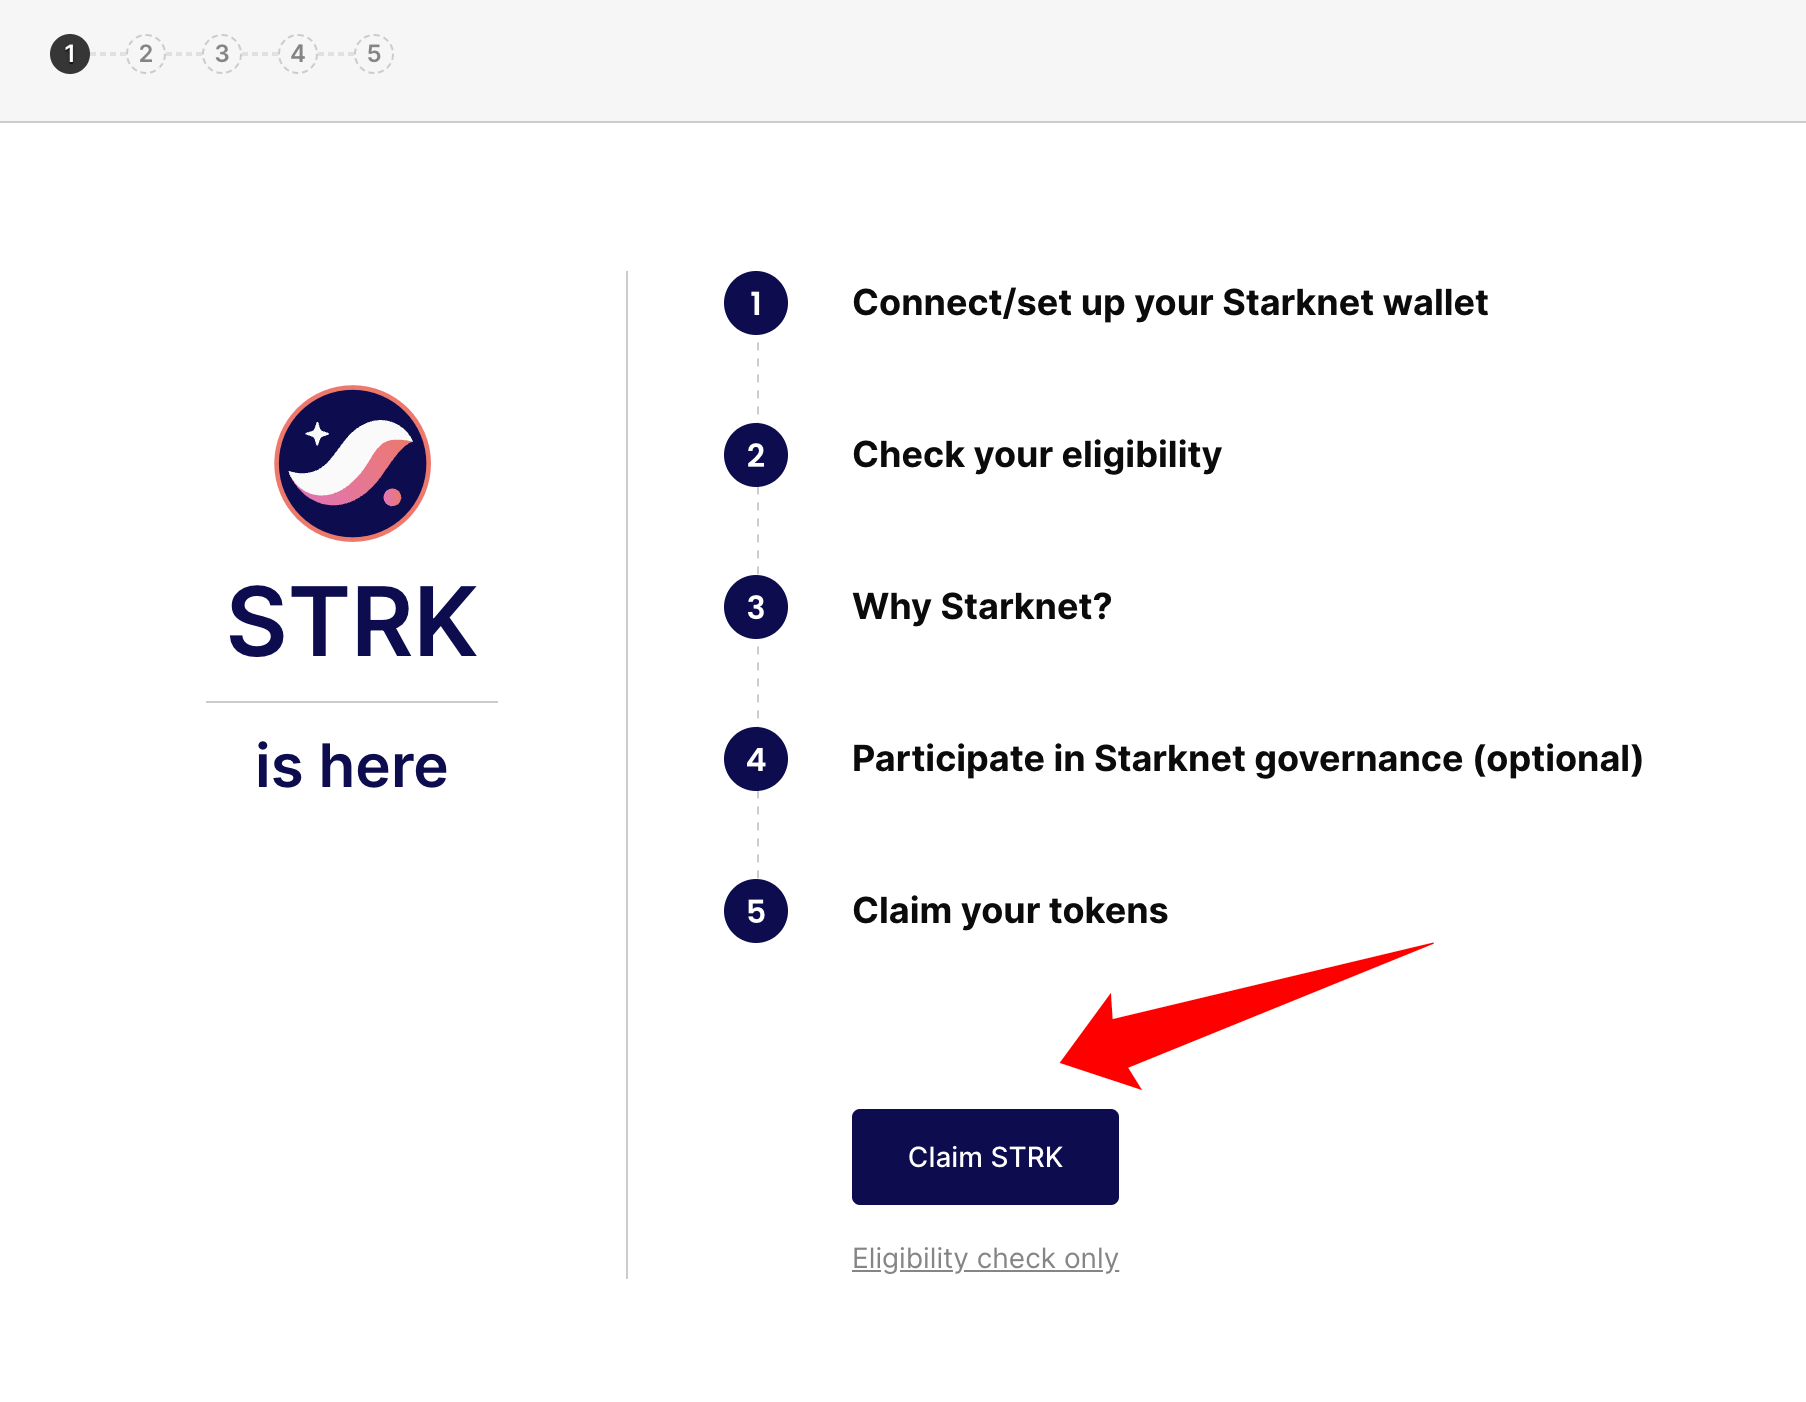 1 2 3 4 5
STRK
is here
1 Connect/set up your Starknet wallet
2 Check your eligibility
3 Why Starknet?
4 Participate in Starknet governance (optional)
5 Claim your tokens
Claim STRK
Eligibility check only